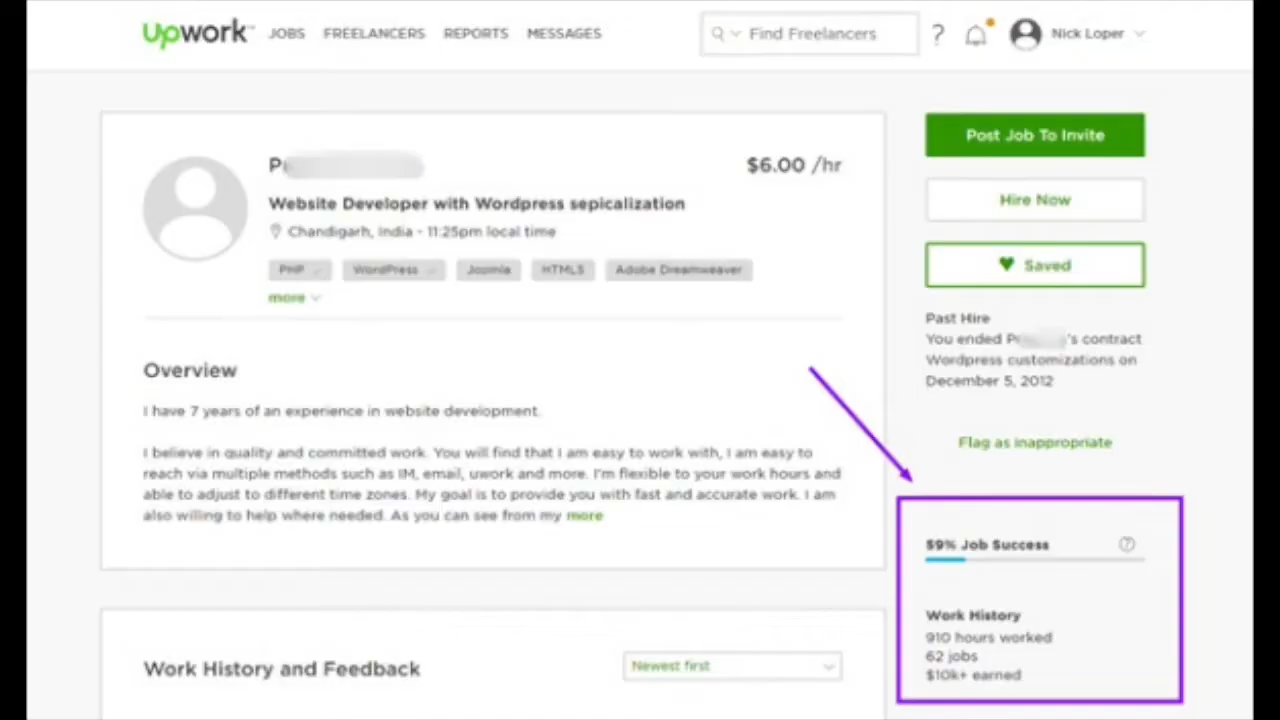 Upwork JOBS FREELANCERS REPORTS MESSAGES Find Freelancers ? Nick Loper
$6.00 /hr
Website Developer with Wordpress sepicalization
Chandigarh, India - 11:25pm local time
PHP WordPress Joomla HTML5 Adobe Dreamweaver
more
Overview
I have 7 years of an experience in website development.
I believe in quality and committed work. You will find that I am easy to work with, I am easy to
reach via multiple methods such as IM, email, uwork and more. I'm flexible to your work hours and
able to adjust to different time zones. My goal is to provide you with fast and accurate work. I am
also willing to help where needed. As you can see from my more
Work History and Feedback
Newest first
Post Job To Invite
Hire Now
Saved
Past Hire
You ended P 's contract
Wordpress customizations on
December 5, 2012
Flag as inappropriate
59% Job Success ?
Work History
910 hours worked
62 jobs
$10k+ earned